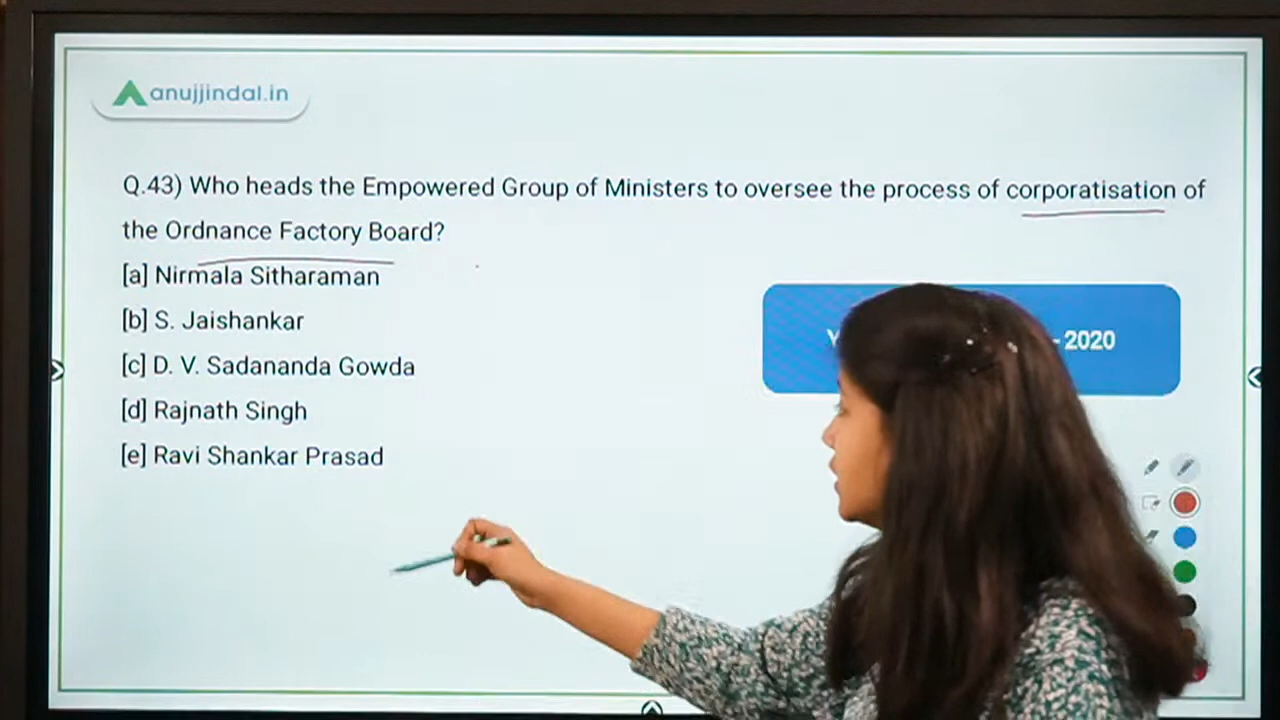 anujjindal.in
Q.43) Who heads the Empowered Group of Ministers to oversee the process of corporatisation of
the Ordnance Factory Board?
[a] Nirmala Sitharaman
[b] S. Jaishankar
[c] D. V. Sadananda Gowda
[d] Rajnath Singh
[e] Ravi Shankar Prasad
- 2020